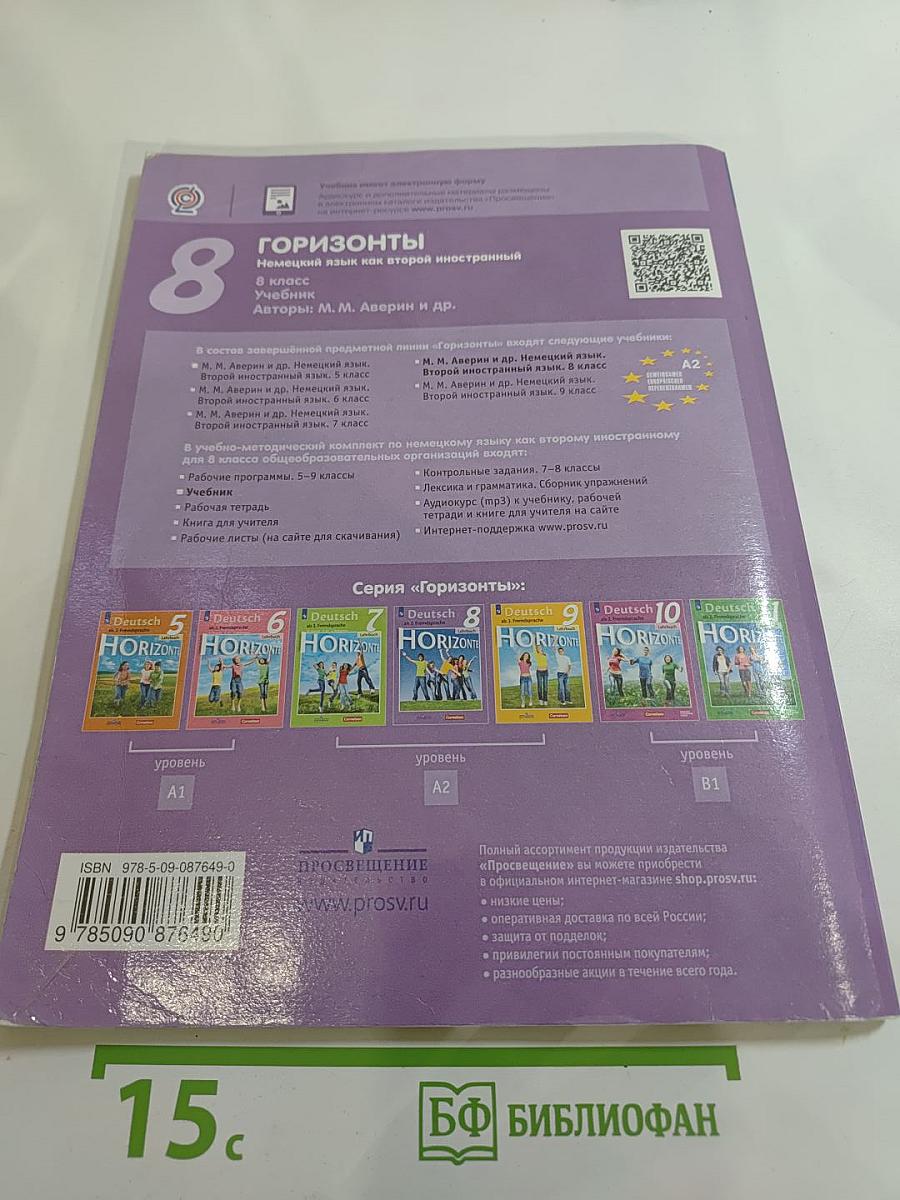 Учебник имеет электронную форму
Аудиокурс и дополнительные материалы размещены
в электронном каталоге издательства «Просвещение»
на интернет-ресурсе www.prosv.ru
8
ГОРИЗОНТЫ
Немецкий язык как второй иностранный
8 класс
Учебник
Авторы: М. М. Аверин и др.
В состав завершённой предметной линии «Горизонты» входят следующие учебники:
М. М. Аверин и др. Немецкий язык.
Второй иностранный язык. 5 класс
М. М. Аверин и др. Немецкий язык.
Второй иностранный язык. 6 класс
М. М. Аверин и др. Немецкий язык.
Второй иностранный язык. 7 класс
М. М. Аверин и др. Немецкий язык.
Второй иностранный язык. 8 класс
М. М. Аверин и др. Немецкий язык.
Второй иностранный язык. 9 класс
A2
GEMEINSAMER
EUROPÄISCHER
REFERENZRAHMEN
В учебно-методический комплект по немецкому языку как второму иностранному
для 8 класса общеобразовательных организаций входят:
Рабочие программы. 5–9 классы
Учебник
Рабочая тетрадь
Книга для учителя
Рабочие листы (на сайте для скачивания)
Контрольные задания. 7–8 классы
Лексика и грамматика. Сборник упражнений
Аудиокурс (mp3) к учебнику, рабочей
тетради и книге для учителя на сайте
Интернет-поддержка www.prosv.ru
Серия «Горизонты»:
Deutsch 5
HORIZONTE
Deutsch 6
HORIZONTE
Deutsch 7
HORIZONTE
Deutsch 8
HORIZONTE
Deutsch 9
HORIZONTE
Deutsch 10
HORIZONTE
Deutsch
HORIZONTE
уровень
A1
уровень
A2
уровень
B1
ISBN 978-5-09-087649-0
9 785090 876490
ПРОСВЕЩЕНИЕ
ИЗДАТЕЛЬСТВО
www.prosv.ru
Полный ассортимент продукции издательства
«Просвещение» вы можете приобрести
в официальном интернет-магазине shop.prosv.ru:
• низкие цены;
• оперативная доставка по всей России;
• защита от подделок;
• привилегии постоянным покупателям;
• разнообразные акции в течение всего года.
15 с
БФ БИБЛИОФАН